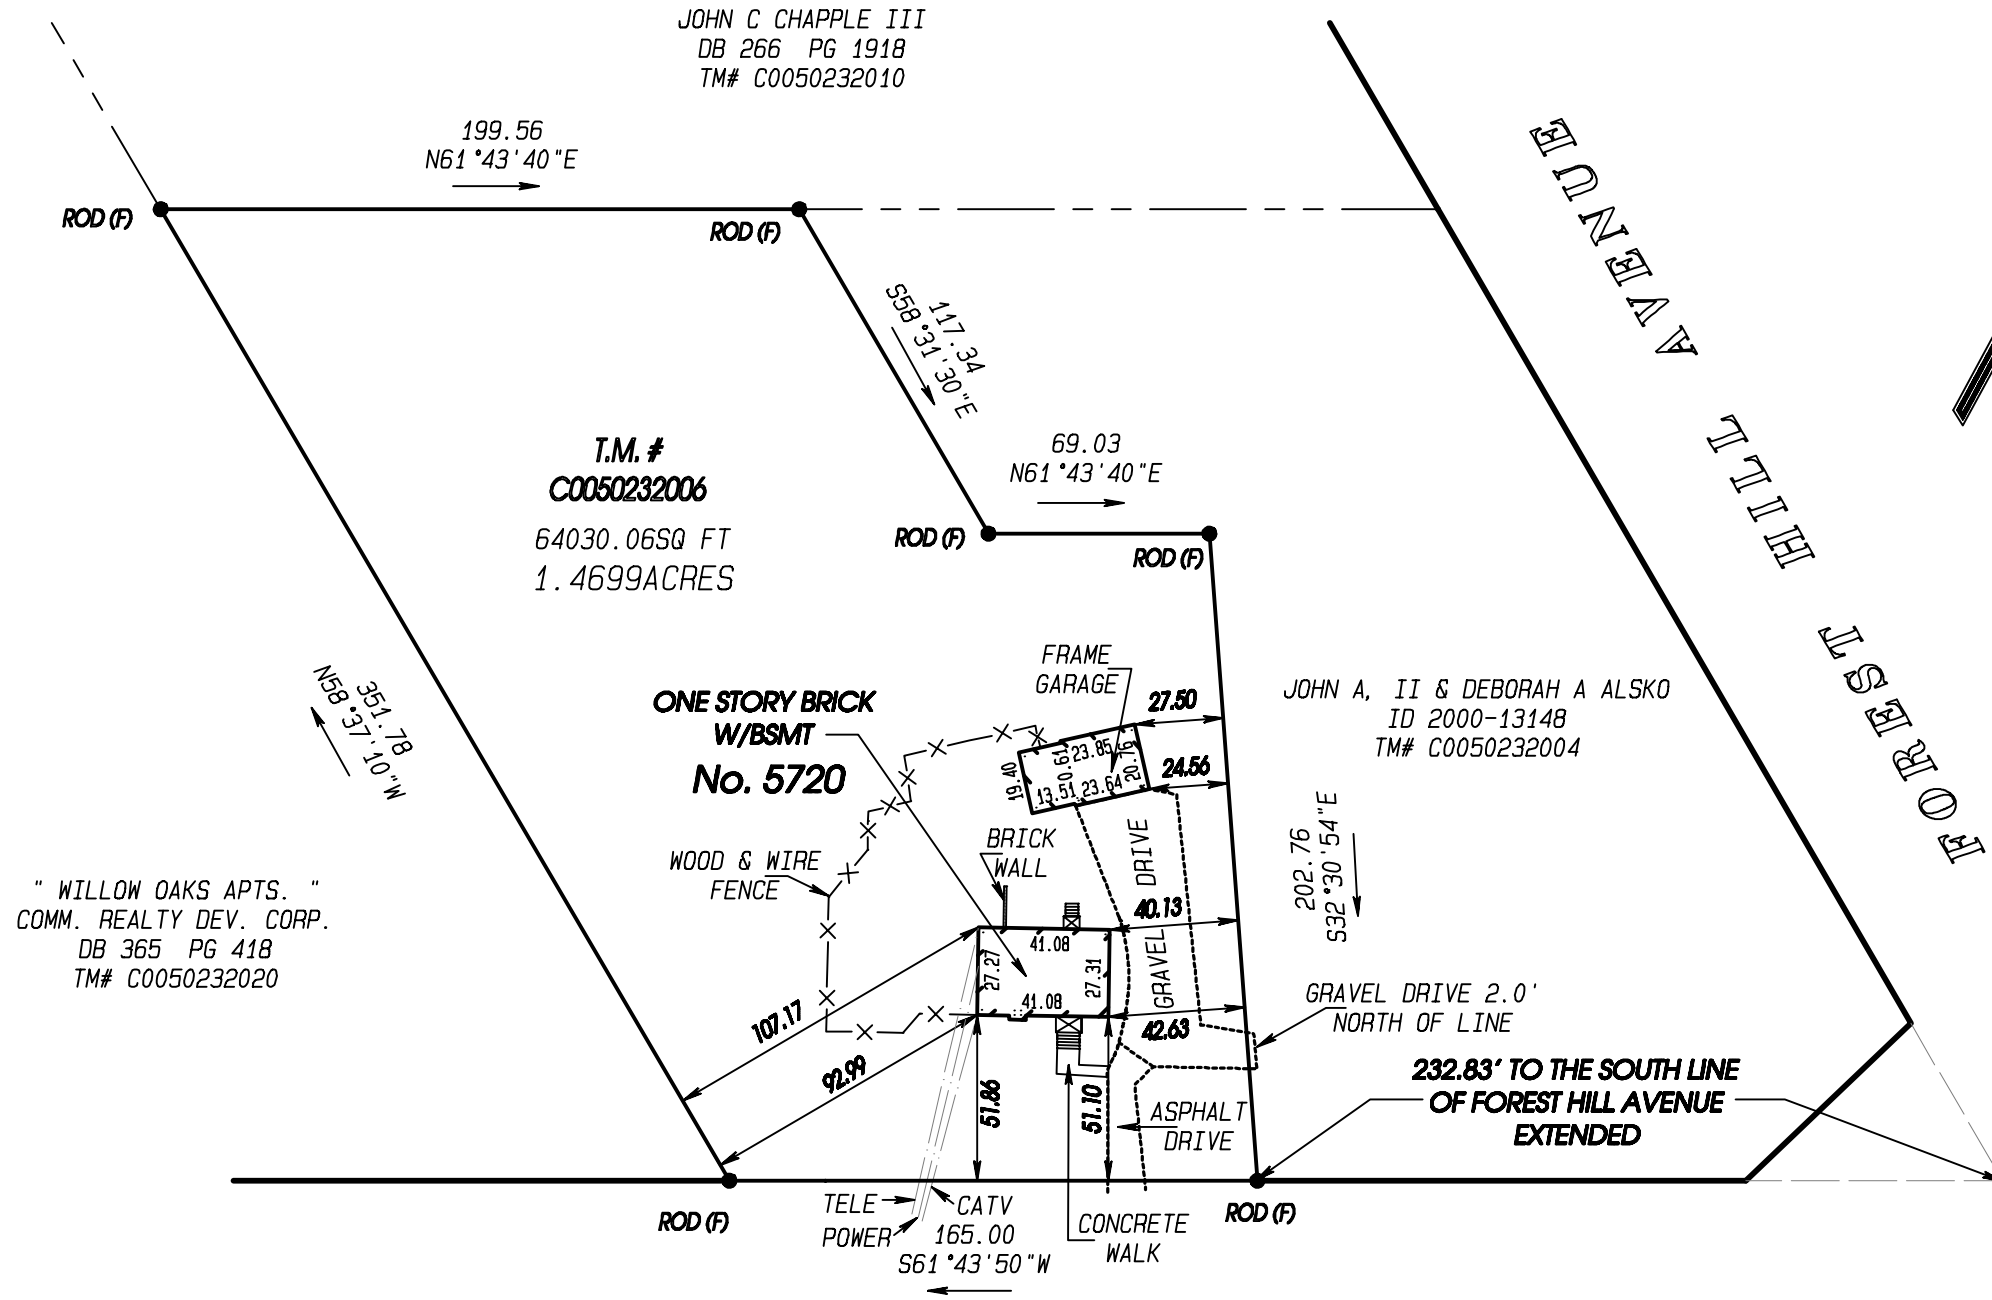 JOHN C CHAPPLE III
DB 266 PG 1918
TM# C0050232010
199.56
N61°43'40"E
ROD (F)
ROD (F)
117.34
S58°31'30"E
FOREST HILL AVENUE
T.M. #
C0050232006
64030.06SQ FT
1.4699ACRES
69.03
N61°43'40"E
ROD (F)
ROD (F)
351.78
N58°37'10"W
FRAME
GARAGE
27.50
24.56
ONE STORY BRICK
W/BSMT
No. 5720
19.40
20.61
23.85
20.76
13.51
23.64
JOHN A, II & DEBORAH A ALSKO
ID 2000-13148
TM# C0050232004
202.76
S32°30'54"E
WOOD & WIRE
FENCE
BRICK
WALL
GRAVEL DRIVE
GRAVEL
40.13
41.08
27.27
27.31
41.08
42.63
" WILLOW OAKS APTS. "
COMM. REALTY DEV. CORP.
DB 365 PG 418
TM# C0050232020
107.17
92.99
51.86
51.10
GRAVEL DRIVE 2.0'
NORTH OF LINE
232.83' TO THE SOUTH LINE
OF FOREST HILL AVENUE
EXTENDED
ASPHALT
DRIVE
ROD (F)
TELE
POWER
CATV
165.00
S61°43'50"W
CONCRETE
WALK
ROD (F)